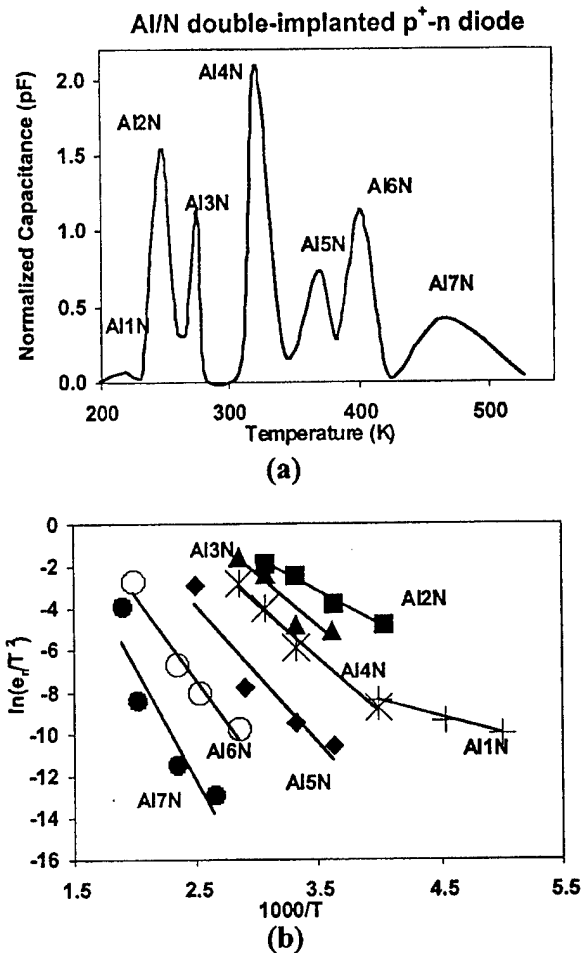 Al/N double-implanted p⁺-n diode
Normalized Capacitance (pF)
2.0
1.5
1.0
0.5
0.0
Al1N
Al2N
Al3N
Al4N
Al5N
Al6N
Al7N
200
300
400
500
Temperature (K)
(a)
ln(eₙ/T²)
0
-2
-4
-6
-8
-10
-12
-14
-16
Al3N
Al2N
Al4N
Al1N
Al6N
Al5N
Al7N
1.5
2.5
3.5
4.5
5.5
1000/T
(b)